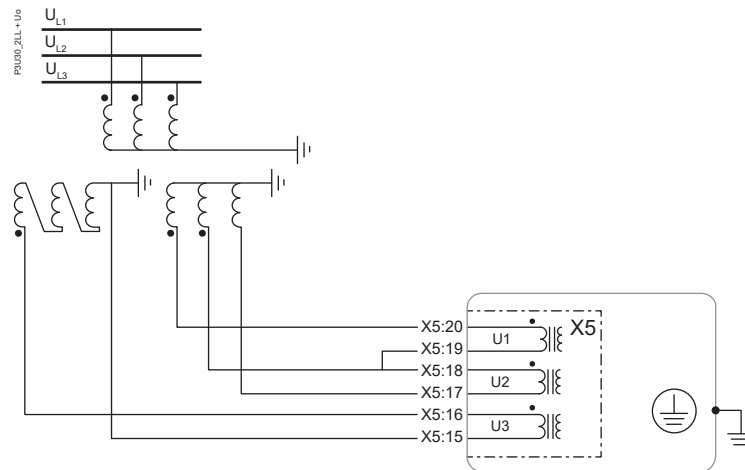 P3U30_2LL + Uo
UL1
UL2
UL3
X5:20
X5:19
X5:18
X5:17
X5:16
X5:15
U1
U2
U3
X5